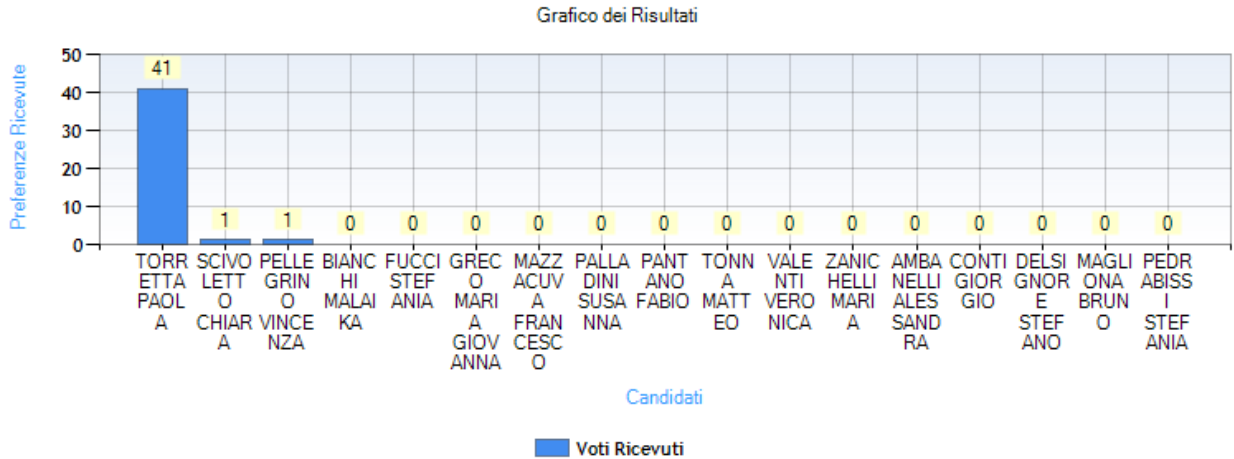 Grafico dei Risultati
Preferenze Ricevute
50
40
30
20
10
0
41
1
1
0
0
0
0
0
0
0
0
0
0
0
0
0
0
TORR
ETTA
PAOL
A
SCIVO
LETT
O
CHIAR
A
PELLE
GRIN
O
VINCE
NZA
BIANC
HI
MALAI
KA
FUCCI
STEF
ANIA
GREC
O
MARI
A
GIOV
ANNA
MAZZ
ACUV
A
FRAN
CESC
O
PALLA
DINI
SUSA
NNA
PANT
ANO
FABIO
TONN
A
MATT
EO
VALE
NTI
VERO
NICA
ZANIC
HELLI
MARI
A
AMBA
NELLI
ALES
SAND
RA
CONTI
GIOR
GIO
DELSI
GNOR
E
STEF
ANO
MAGLI
ONA
BRUN
O
PEDR
ABISS
I
STEF
ANIA
Candidati
Voti Ricevuti